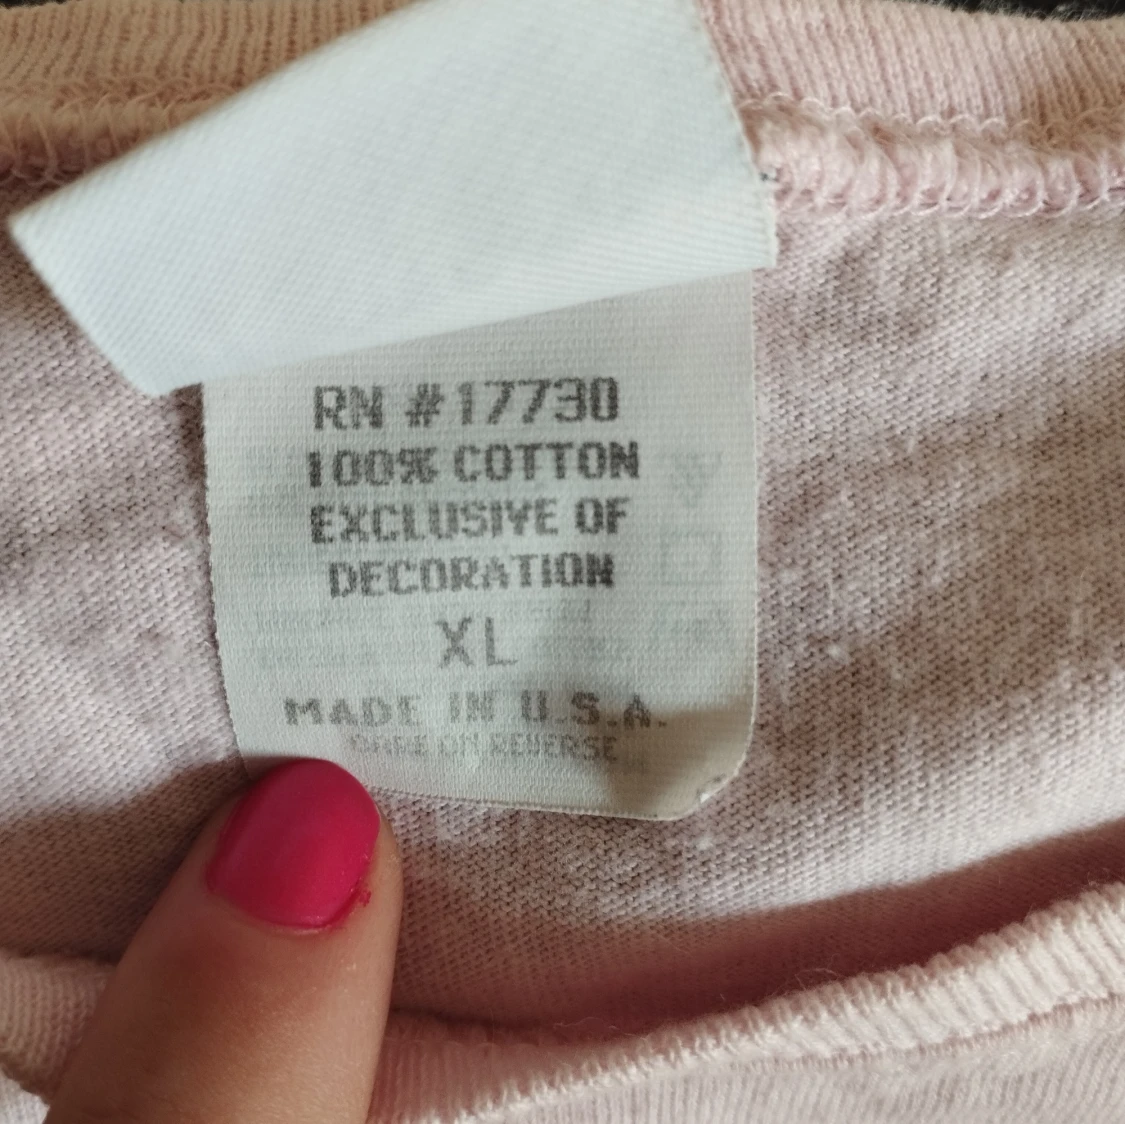 RN #17730
100% COTTON
EXCLUSIVE OF
DECORATION
XL
MADE IN U.S.A.
CARE ON REVERSE